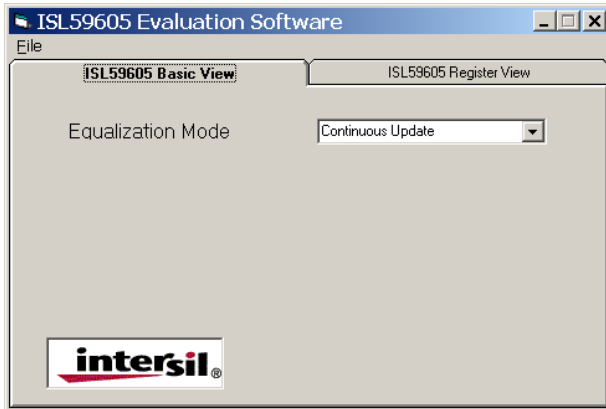 ISL59605 Evaluation Software
File
ISL59605 Basic View
ISL59605 Register View
Equalization Mode
Continuous Update
intersil®